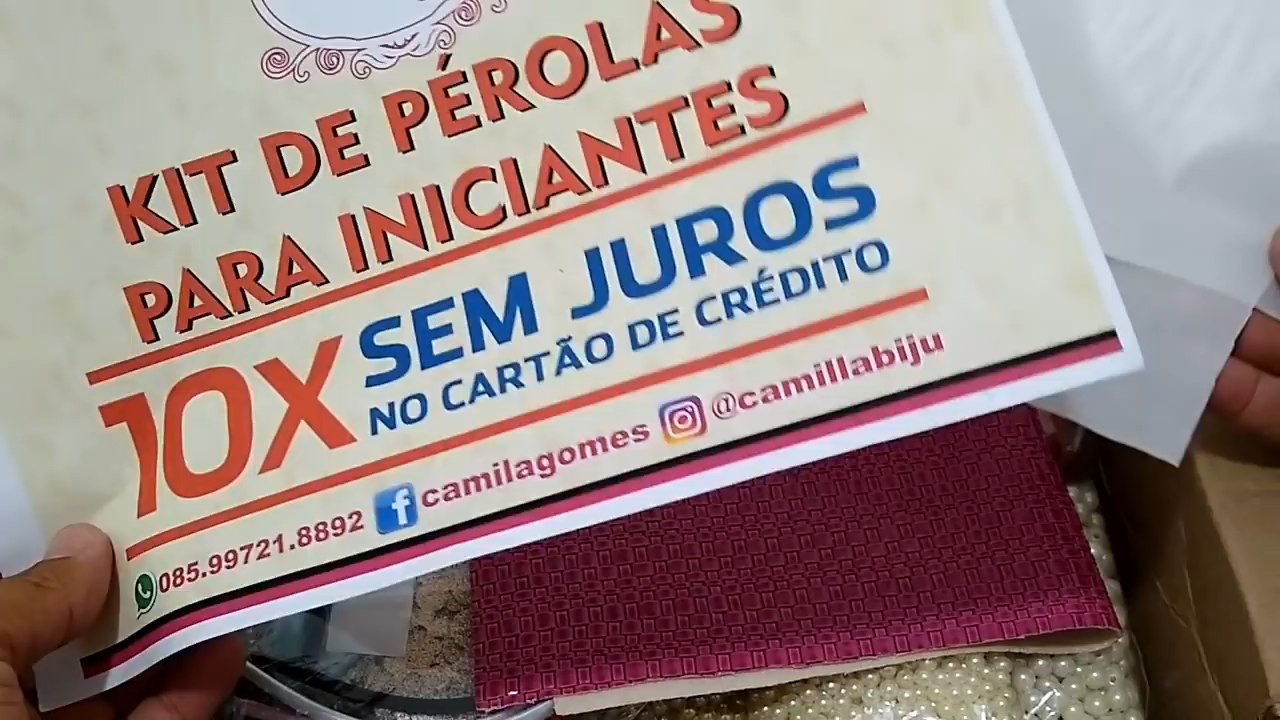 KIT DE PÉROLAS
PARA INICIANTES
10X SEM JUROS
NO CARTÃO DE CRÉDITO
085.99721.8892 camilagomes @camillabiju